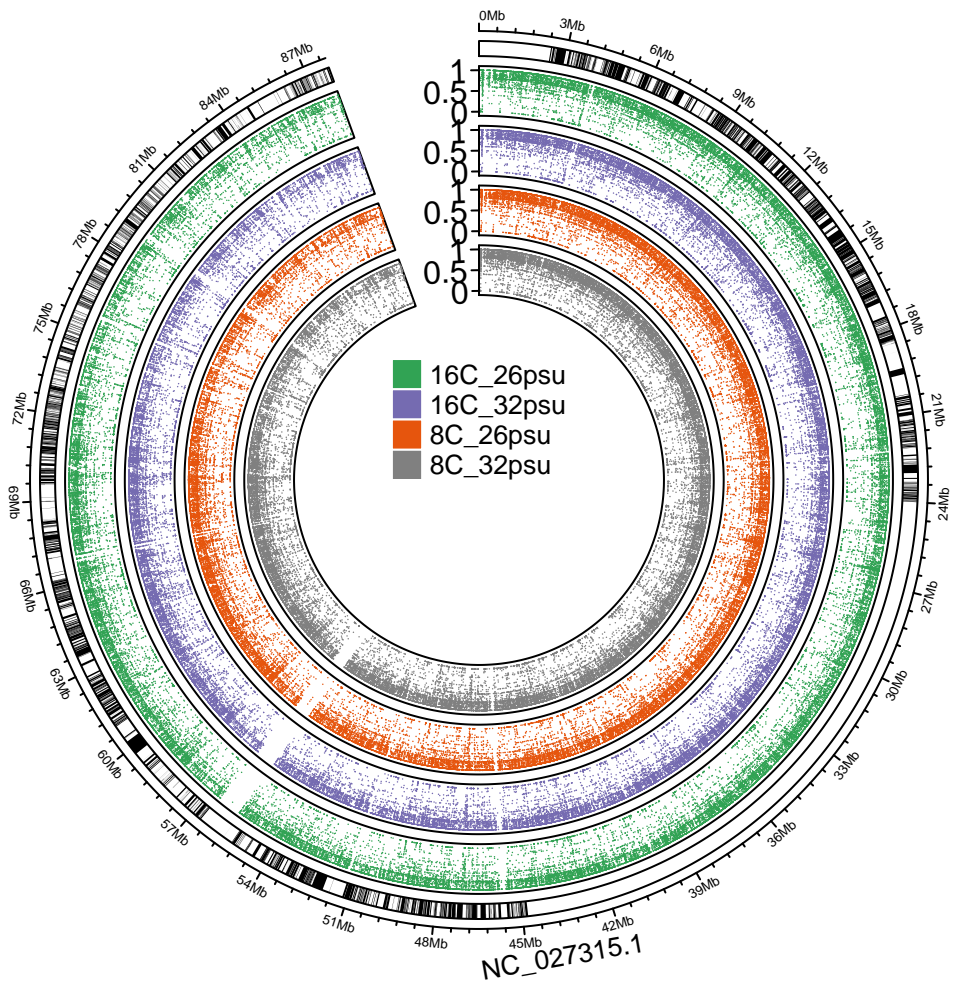 0Mb
3Mb
6Mb
9Mb
12Mb
15Mb
18Mb
21Mb
24Mb
27Mb
30Mb
33Mb
36Mb
39Mb
42Mb
45Mb
48Mb
51Mb
54Mb
57Mb
60Mb
63Mb
66Mb
69Mb
72Mb
75Mb
78Mb
81Mb
84Mb
87Mb
1
0.5
0
1
0.5
0
1
0.5
0
1
0.5
0
16C_26psu
16C_32psu
8C_26psu
8C_32psu
NC_027315.1